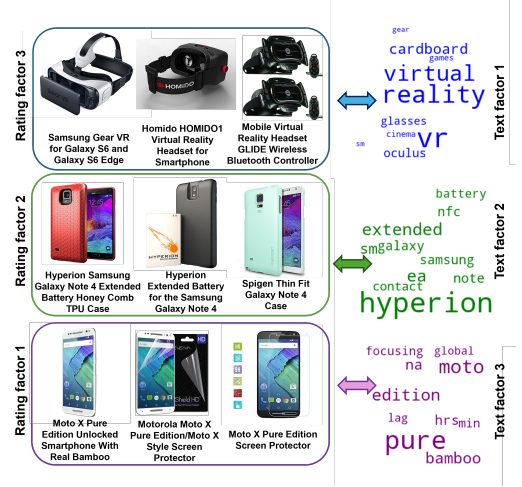 Rating factor 3
HOMIDO
Samsung Gear VR
for Galaxy S6 and
Galaxy S6 Edge
Homido HOMIDO1
Virtual Reality
Headset for
Smartphone
Mobile Virtual
Reality Headset
GLIDE Wireless
Bluetooth Controller
gear
cardboard
games
virtual
reality
glasses
cinema
vr
sm
oculus
Text factor 1
Rating factor 2
HYPERION
Hyperion Samsung
Galaxy Note 4 Extended
Battery Honey Comb
TPU Case
Hyperion
Extended Battery
for the Samsung
Galaxy Note 4
Spigen Thin Fit
Galaxy Note 4
Case
battery
nfc
extended
smgalaxy
samsung
ea
note
contact
hyperion
Text factor 2
Rating factor 1
HD
Shield HD
Moto X Pure
Edition Unlocked
Smartphone With
Real Bamboo
Motorola Moto X
Pure Edition/Moto X
Style Screen
Protector
Moto X Pure Edition
Screen Protector
focusing
global
na
moto
edition
lag
hrs
min
pure
bamboo
Text factor 3